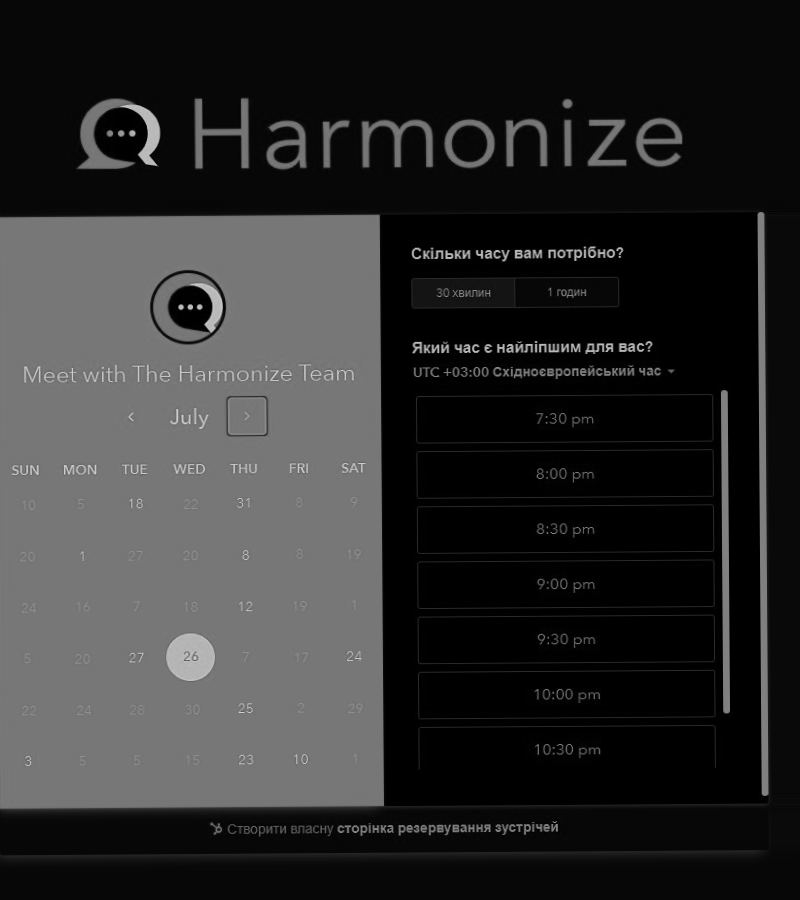 Harmonize
Meet with The Harmonize Team
July
SUN MON TUE WED THU FRI SAT
10 5 18 22 31 8 9
20 1 27 20 8 8 19
24 16 7 18 12 19 1
5 20 27 26 7 17 24
22 24 28 30 25 2 29
3 5 5 15 23 10 1
Скільки часу вам потрібно?
30 хвилин 1 годин
Який час є найліпшим для вас?
UTC +03:00 Східноєвропейський час
7:30 pm
8:00 pm
8:30 pm
9:00 pm
9:30 pm
10:00 pm
10:30 pm
Створити власну сторінка резервування зустрічей